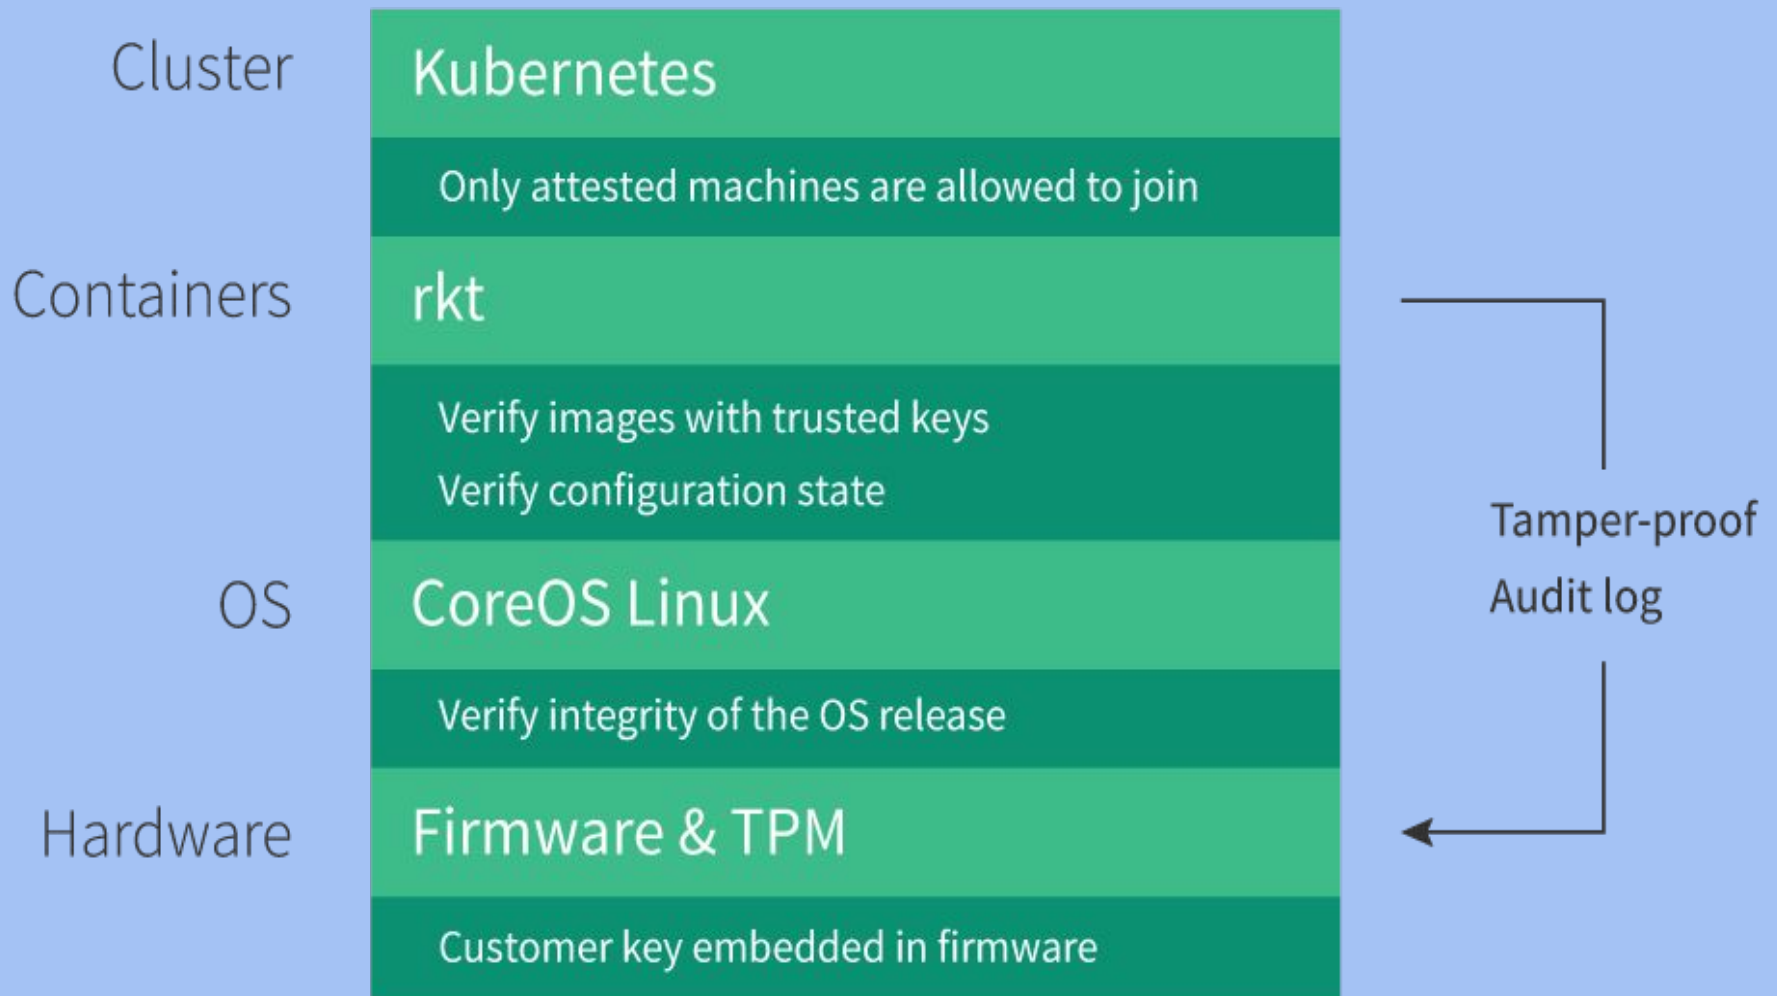 Cluster
Kubernetes
Only attested machines are allowed to join
Containers
rkt
Verify images with trusted keys
Verify configuration state
Tamper-proof
Audit log
OS
CoreOS Linux
Verify integrity of the OS release
Hardware
Firmware & TPM
Customer key embedded in firmware